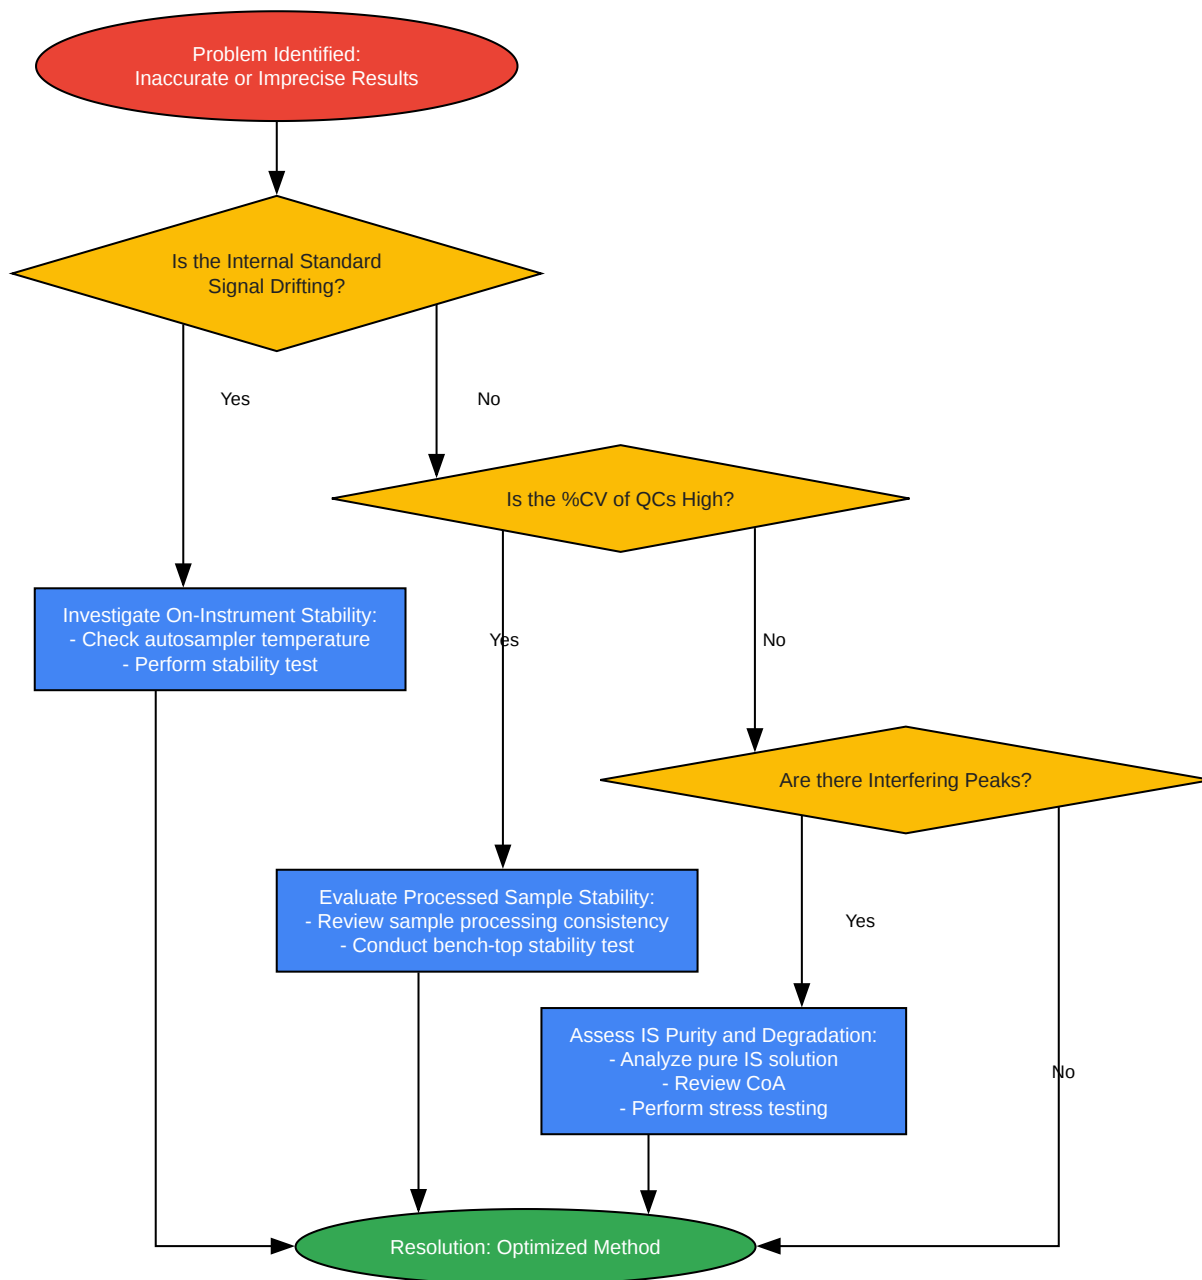 Problem Identified:
Inaccurate or Imprecise Results
Is the Internal Standard
Signal Drifting?
Yes
No
Is the %CV of QCs High?
Investigate On-Instrument Stability:
- Check autosampler temperature
- Perform stability test
Yes
No
Are there Interfering Peaks?
Evaluate Processed Sample Stability:
- Review sample processing consistency
- Conduct bench-top stability test
Yes
Assess IS Purity and Degradation:
- Analyze pure IS solution
- Review CoA
- Perform stress testing
No
Resolution: Optimized Method